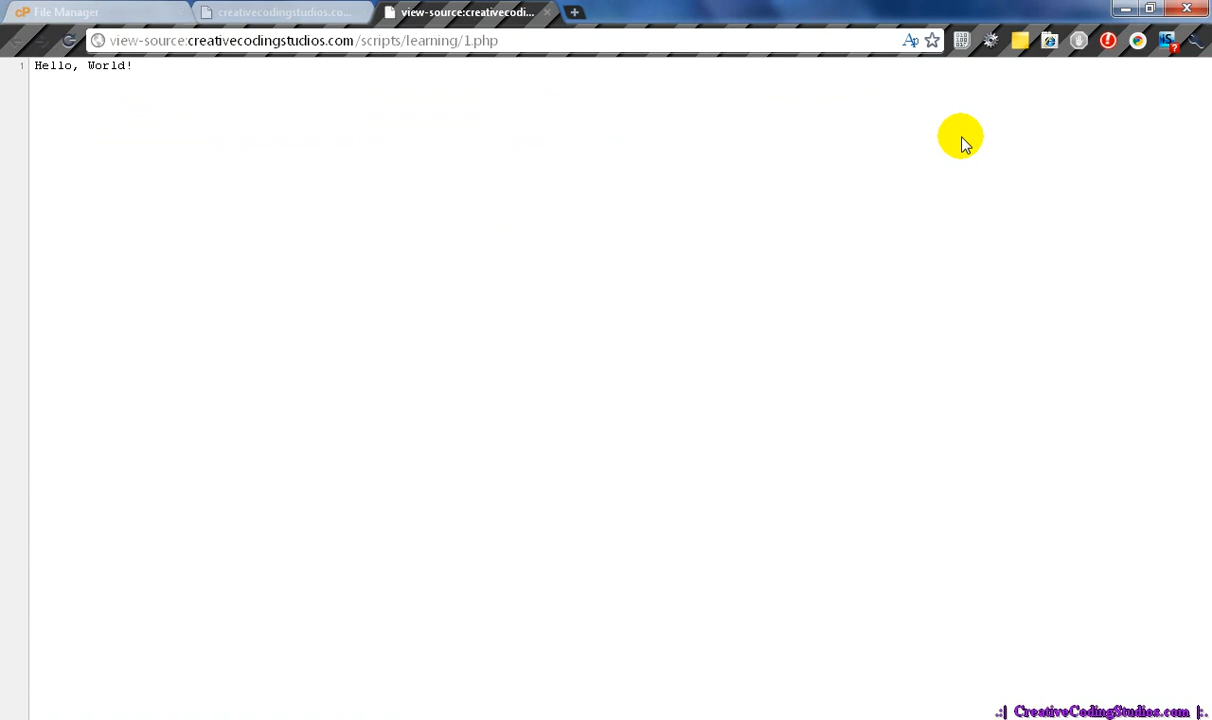 cP File Manager creativecodingstudios.co... view-source:creativecodi...
view-source:creativecodingstudios.com/scripts/learning/1.php
1 Hello, World!
.:| CreativeCodingStudios.com |:.